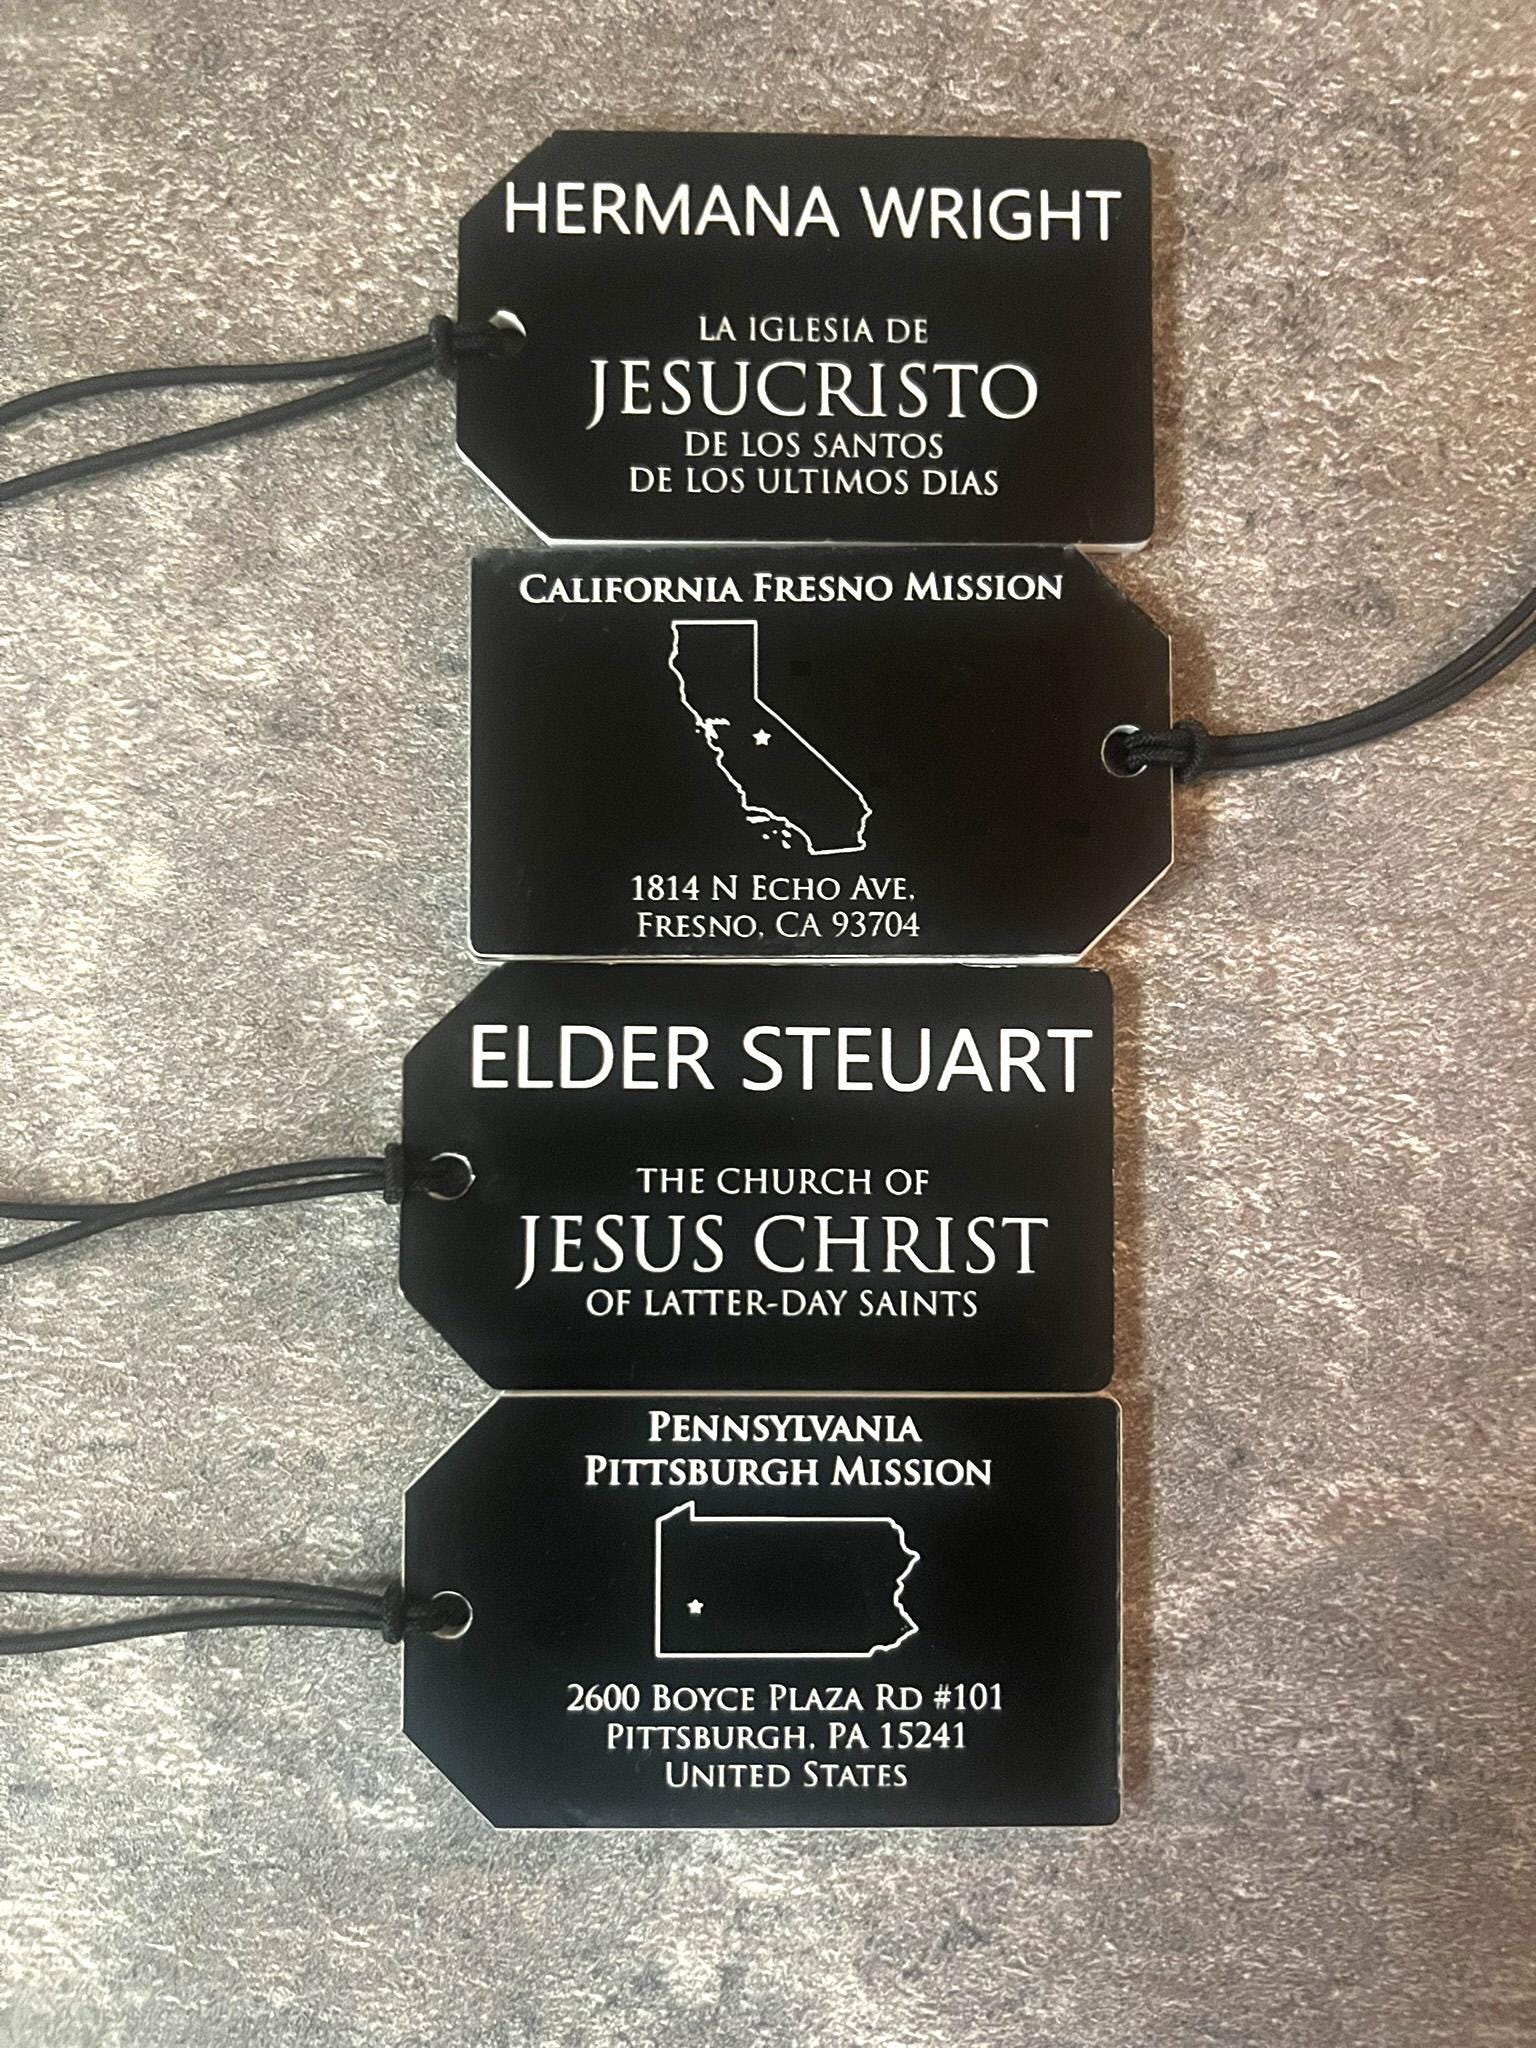 HERMANA WRIGHT
LA IGLESIA DE
JESUCRISTO
DE LOS SANTOS
DE LOS ULTIMOS DIAS
CALIFORNIA FRESNO MISSION
1814 N ECHO AVE,
FRESNO, CA 93704
ELDER STEUART
THE CHURCH OF
JESUS CHRIST
OF LATTER-DAY SAINTS
PENNSYLVANIA
PITTSBURGH MISSION
2600 BOYCE PLAZA RD #101
PITTSBURGH, PA 15241
UNITED STATES